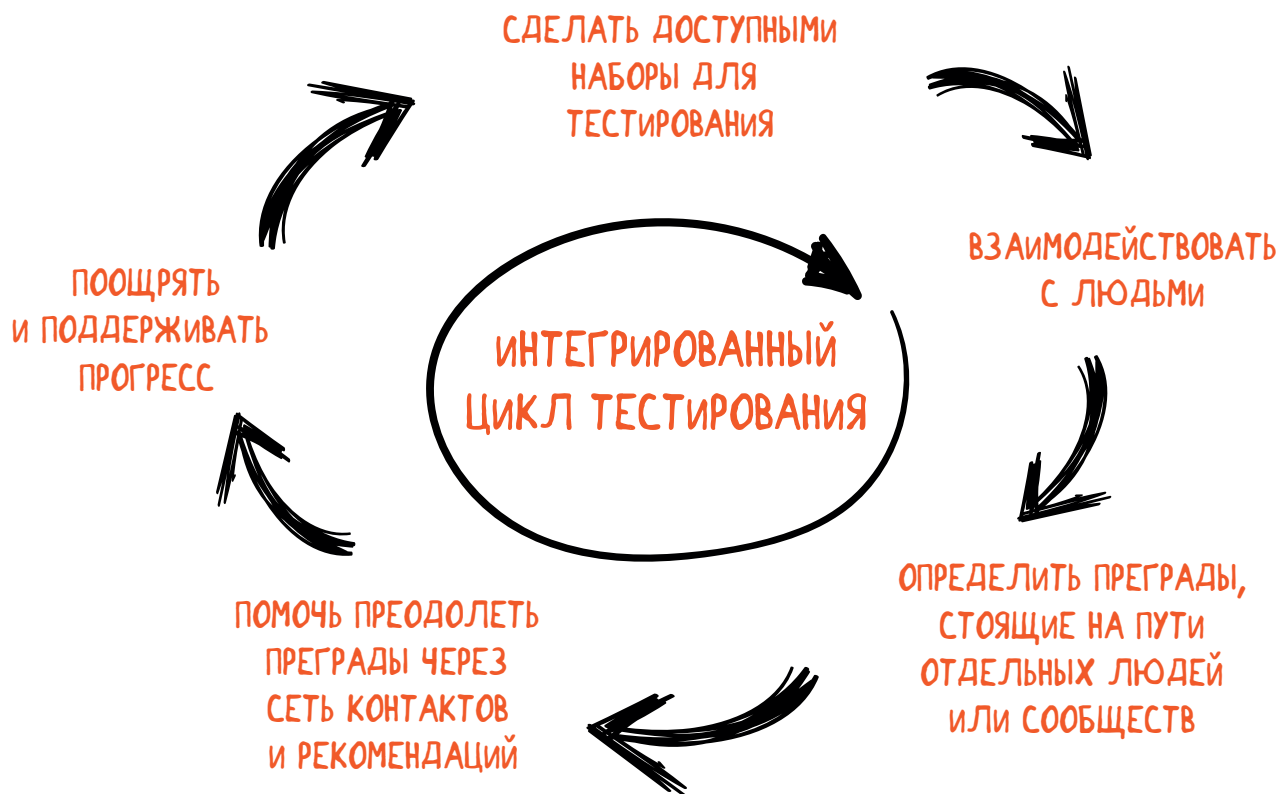 СДЕЛАТЬ ДОСТУПНЫМИ
НАБОРЫ ДЛЯ
ТЕСТИРОВАНИЯ
ВЗАИМОДЕЙСТВОВАТЬ
С ЛЮДЬМИ
ОПРЕДЕЛИТЬ ПРЕГРАДЫ,
СТОЯЩИЕ НА ПУТИ
ОТДЕЛЬНЫХ ЛЮДЕЙ
ИЛИ СООБЩЕСТВ
ПОМОЧЬ ПРЕОДОЛЕТЬ
ПРЕГРАДЫ ЧЕРЕЗ
СЕТЬ КОНТАКТОВ
И РЕКОМЕНДАЦИЙ
ПООЩРЯТЬ
И ПОДДЕРЖИВАТЬ
ПРОГРЕСС
ИНТЕГРИРОВАННЫЙ
ЦИКЛ ТЕСТИРОВАНИЯ